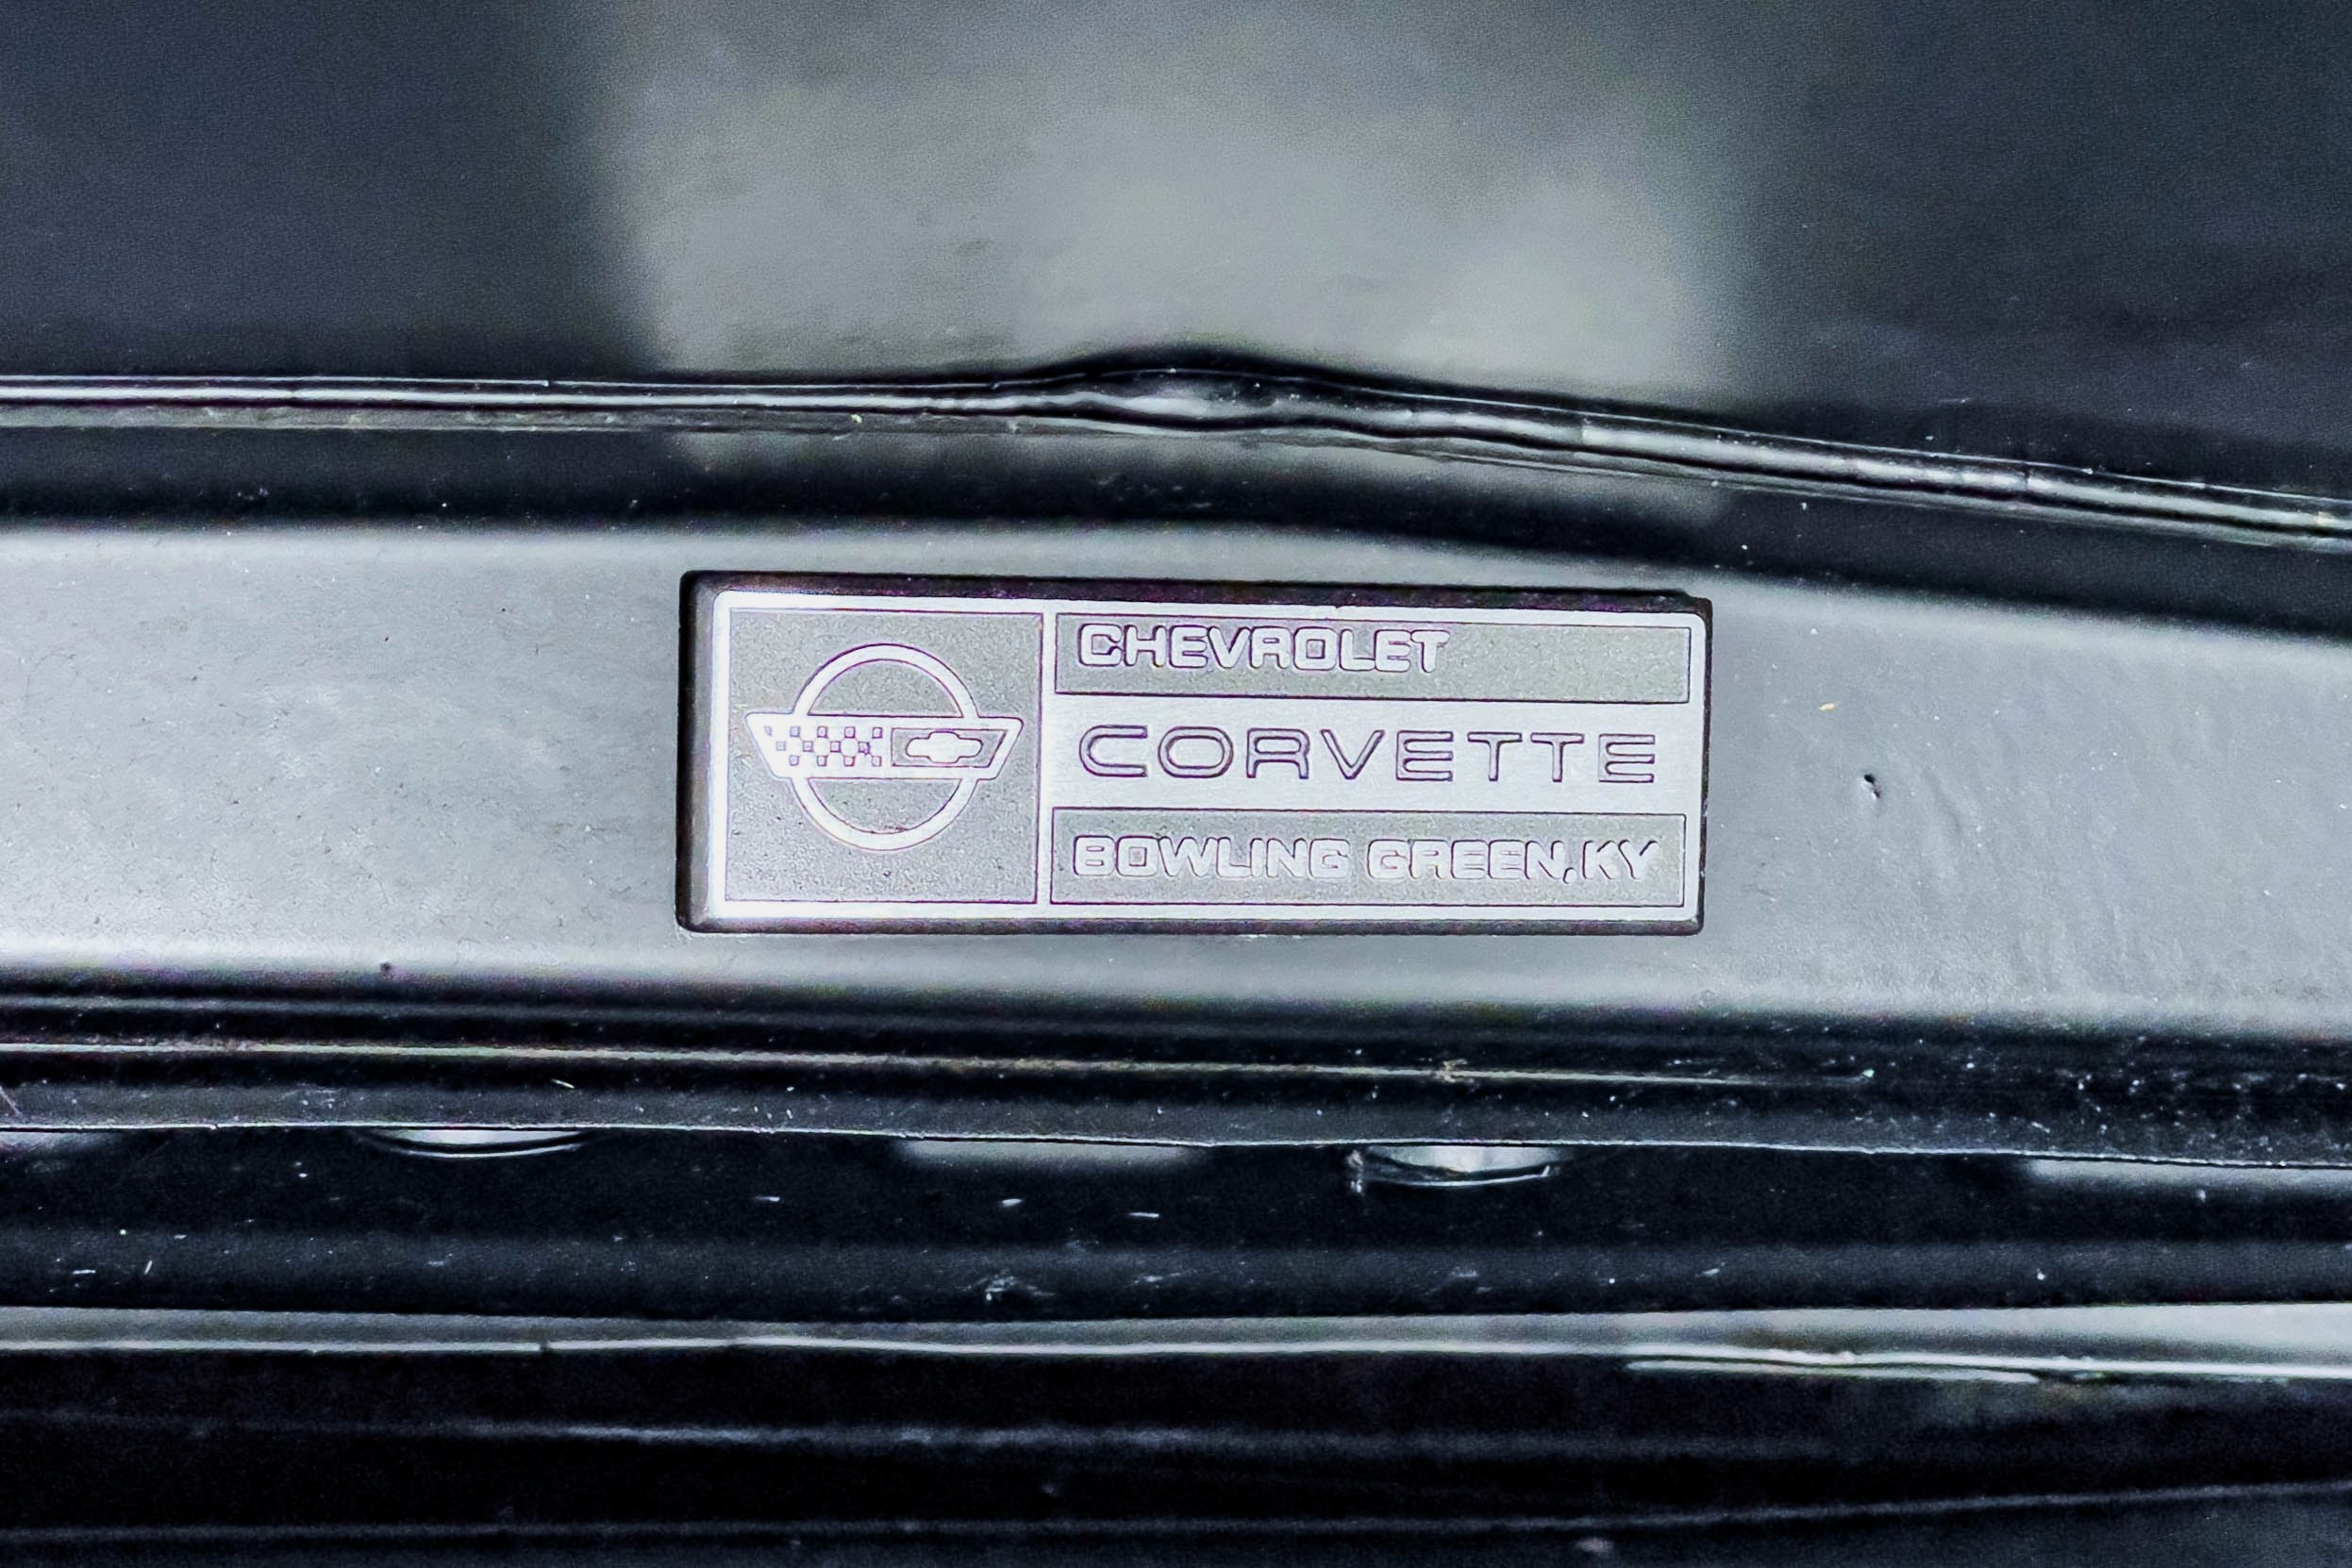 CHEVROLET
CORVETTE
BOWLING GREEN, KY